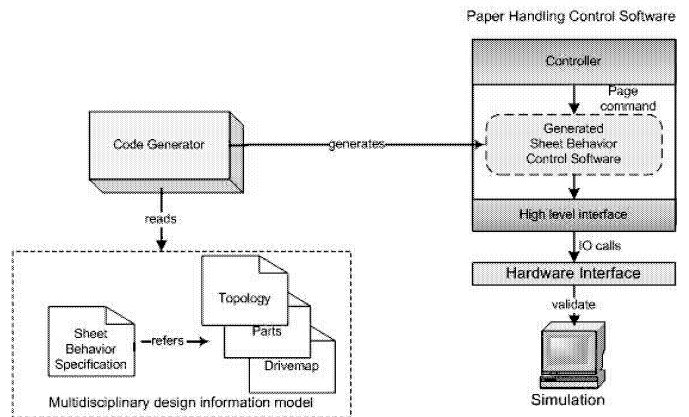 Paper Handling Control Software
Controller
Page
command
Generated
Sheet Behavior
Control Software
Code Generator
generates
High level interface
reads
IO calls
Hardware Interface
validate
Simulation
Topology
Parts
Drivemap
Sheet
Behavior
Specification
refers
Multidisciplinary design information model